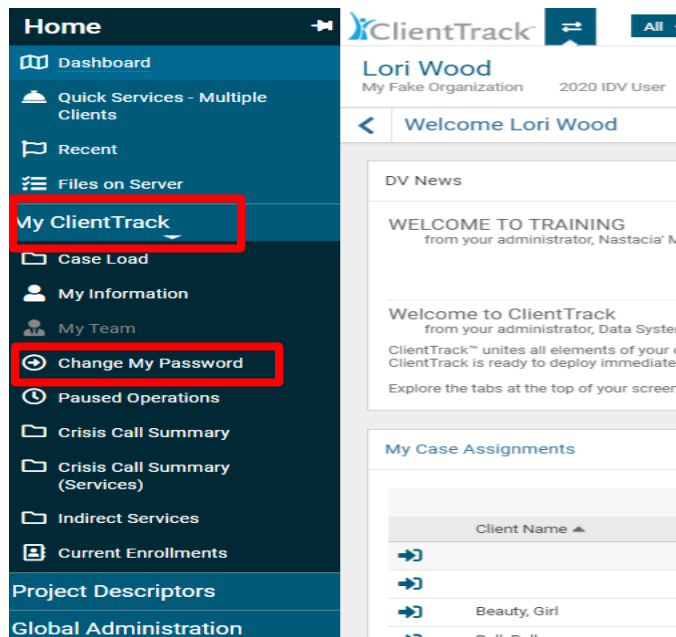 Home
Dashboard
Quick Services - Multiple
Clients
Recent
Files on Server
My ClientTrack
Case Load
My Information
My Team
Change My Password
Paused Operations
Crisis Call Summary
Crisis Call Summary
(Services)
Indirect Services
Current Enrollments
Project Descriptors
Global Administration
ClientTrack
All
Lori Wood
My Fake Organization 2020 IDV User
Welcome Lori Wood
DV News
WELCOME TO TRAINING
from your administrator, Nastacia'
Welcome to ClientTrack
from your administrator, Data
ClientTrack™ unites all elements of your
ClientTrack is ready to deploy
Explore the tabs at the top of your screen
My Case Assignments
Client Name
Beauty, Girl